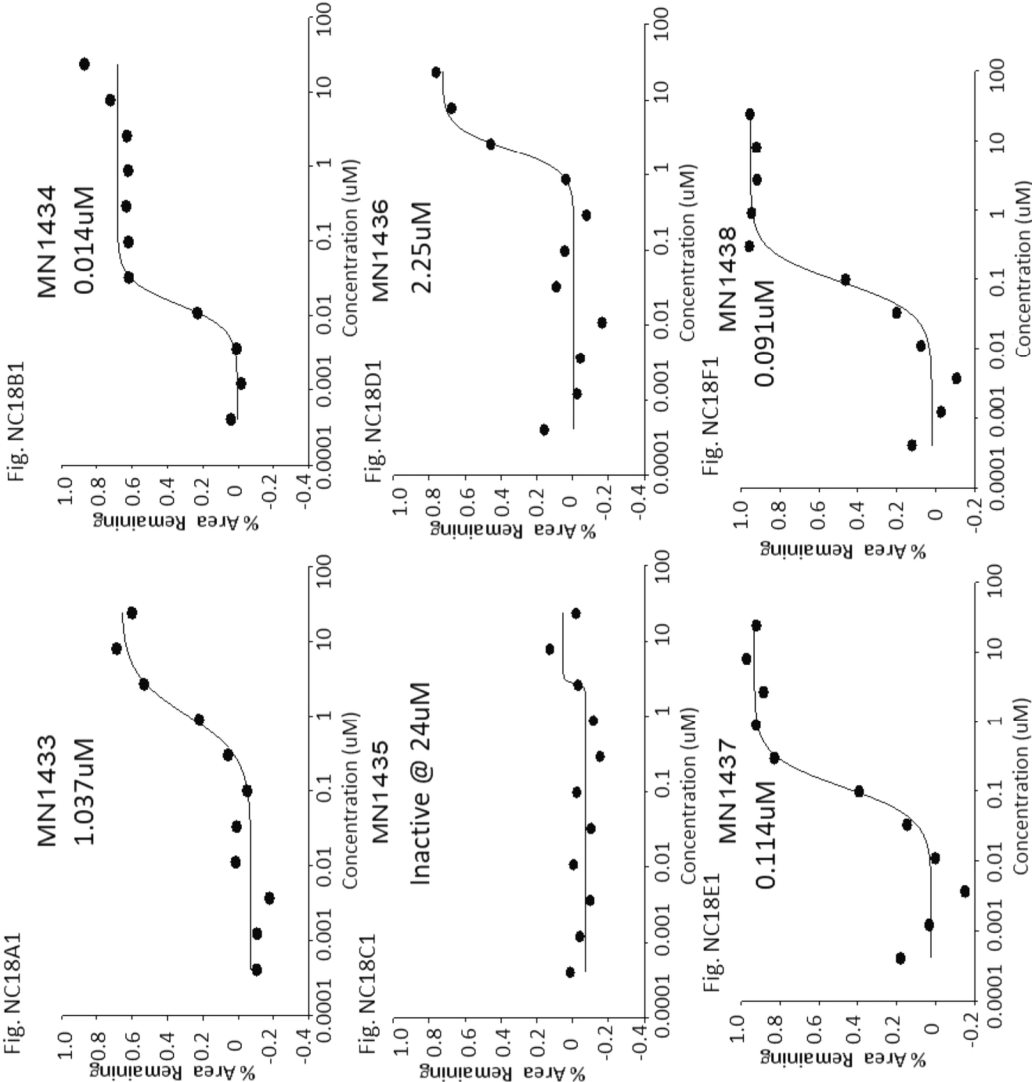 Fig. NC18A1
MN1433
1.037uM
% Area Remaining
1.0
0.8
0.6
0.4
0.2
0
-0.2
-0.4
0.0001 0.001 0.01 0.1 1 10 100
Concentration (uM)
Fig. NC18B1
MN1434
0.014uM
% Area Remaining
1.0
0.8
0.6
0.4
0.2
0
-0.2
-0.4
0.0001 0.001 0.01 0.1 1 10 100
Concentration (uM)
Fig. NC18C1
MN1435
Inactive @ 24uM
% Area Remaining
1.0
0.8
0.6
0.4
0.2
0
-0.2
-0.4
0.0001 0.001 0.01 0.1 1 10 100
Concentration (uM)
Fig. NC18D1
MN1436
2.25uM
% Area Remaining
1.0
0.8
0.6
0.4
0.2
0
-0.2
-0.4
0.0001 0.001 0.01 0.1 1 10 100
Concentration (uM)
Fig. NC18E1
MN1437
0.114uM
% Area Remaining
1.0
0.8
0.6
0.4
0.2
0
-0.2
0.0001 0.001 0.01 0.1 1 10 100
Concentration (uM)
Fig. NC18F1
MN1438
0.091uM
% Area Remaining
1.0
0.8
0.6
0.4
0.2
0
-0.2
0.0001 0.001 0.01 0.1 1 10 100
Concentration (uM)